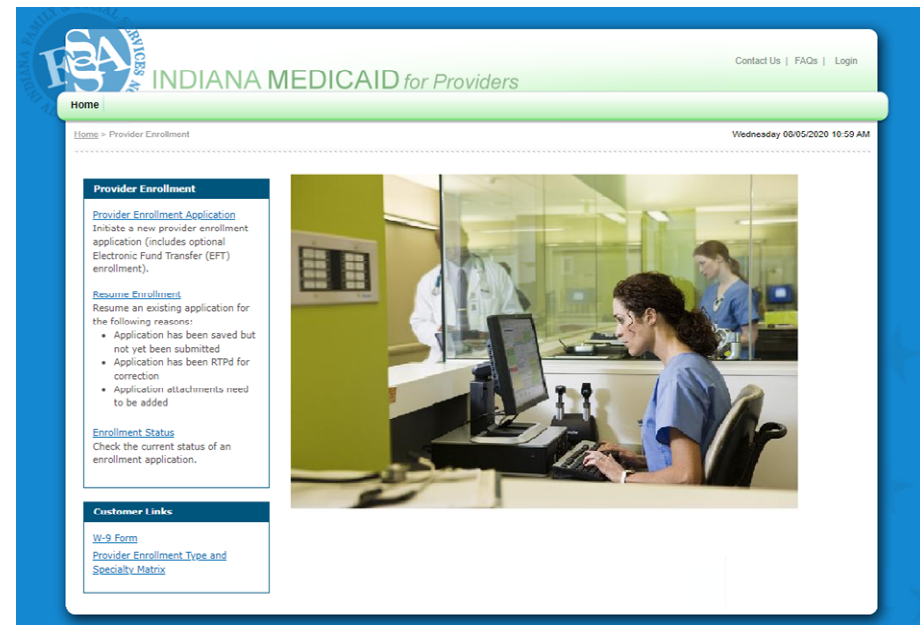 FSSA
INDIANA MEDICAID for Providers
Contact Us | FAQs | Login
Home
Home > Provider Enrollment
Wednesday 08/05/2020 10:59 AM
Provider Enrollment
Provider Enrollment Application
Initiate a new provider enrollment
application (includes optional
Electronic Fund Transfer (EFT)
enrollment).
Resume Enrollment
Resume an existing application for
the following reasons:
• Application has been saved but
not yet been submitted
• Application has been RTPd for
correction
• Application attachments need
to be added
Enrollment Status
Check the current status of an
enrollment application.
Customer Links
W-9 Form
Provider Enrollment Type and
Specialty Matrix